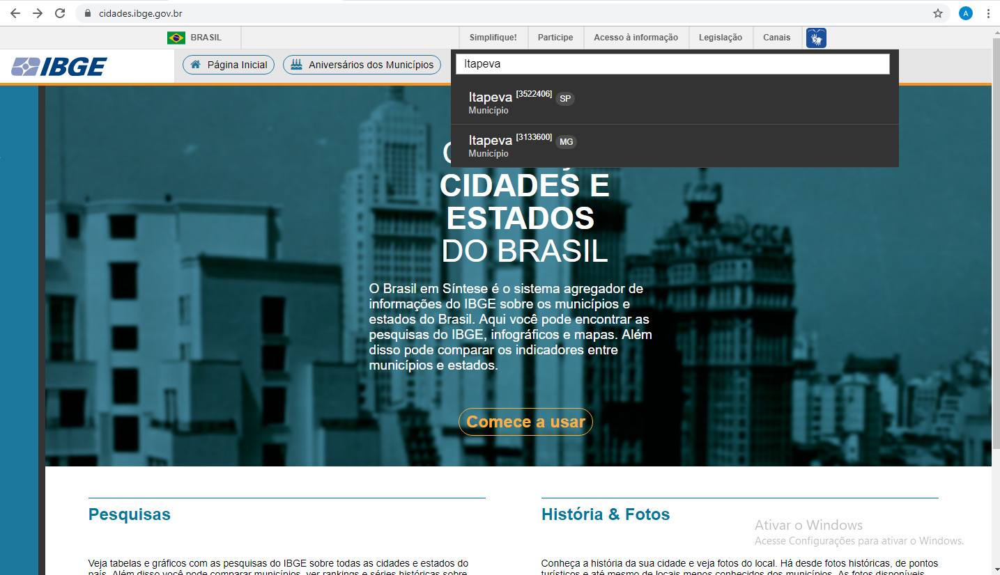 cidades.ibge.gov.br
A
BRASIL
Simplifique!
Participe
Acesso à informação
Legislação
Canais
IBGE
Página Inicial
Aniversários dos Municípios
Itapeva
Itapeva [3522406] SP
Município
Itapeva [3133600] MG
Município
CIDADES E
ESTADOS
DO BRASIL
CICA
O Brasil em Síntese é o sistema agregador de
informações do IBGE sobre os municípios e
estados do Brasil. Aqui você pode encontrar as
pesquisas do IBGE, infográficos e mapas. Além
disso pode comparar os indicadores entre
municípios e estados.
Comece a usar
Pesquisas
Veja tabelas e gráficos com as pesquisas do IBGE sobre todas as cidades e estados do
país. Além disso você pode comparar municípios, ver rankings e séries históricas sobre
História & Fotos
Conheça a história da sua cidade e veja fotos do local. Há desde fotos históricas, de pontos
turísticos e até mesmo de locais menos conhecidos dos municípios. As fotos disponíveis
Ativar o Windows
Acesse Configurações para ativar o Windows.